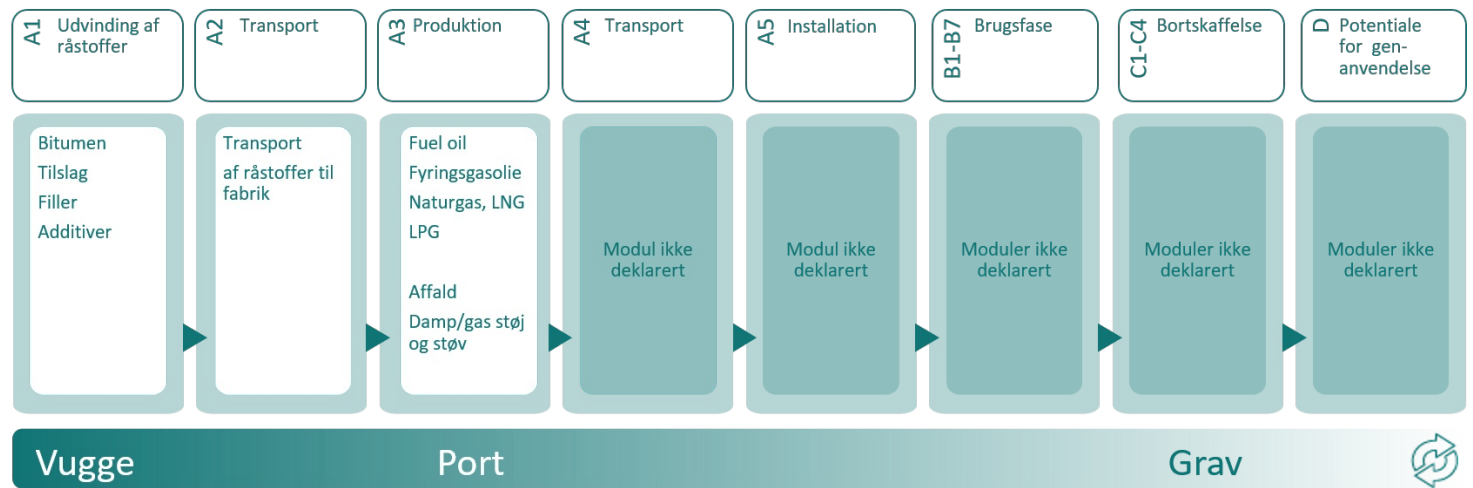 A1 Udvinding af
råstoffer
A2 Transport
A3 Produktion
A4 Transport
A5 Installation
B1-B7 Brugsfase
C1-C4 Bortskaffelse
D Potentiale
for gen-
anvendelse
Bitumen
Tilslag
Filler
Additiver
Transport
af råstoffer til
fabrik
Fuel oil
Fyringsgasolie
Naturgas, LNG
LPG
Affald
Damp/gas støj
og støv
Modul ikke
deklarert
Modul ikke
deklarert
Moduler ikke
deklarert
Moduler ikke
deklarert
Moduler ikke
deklarert
Vugge
Port
Grav